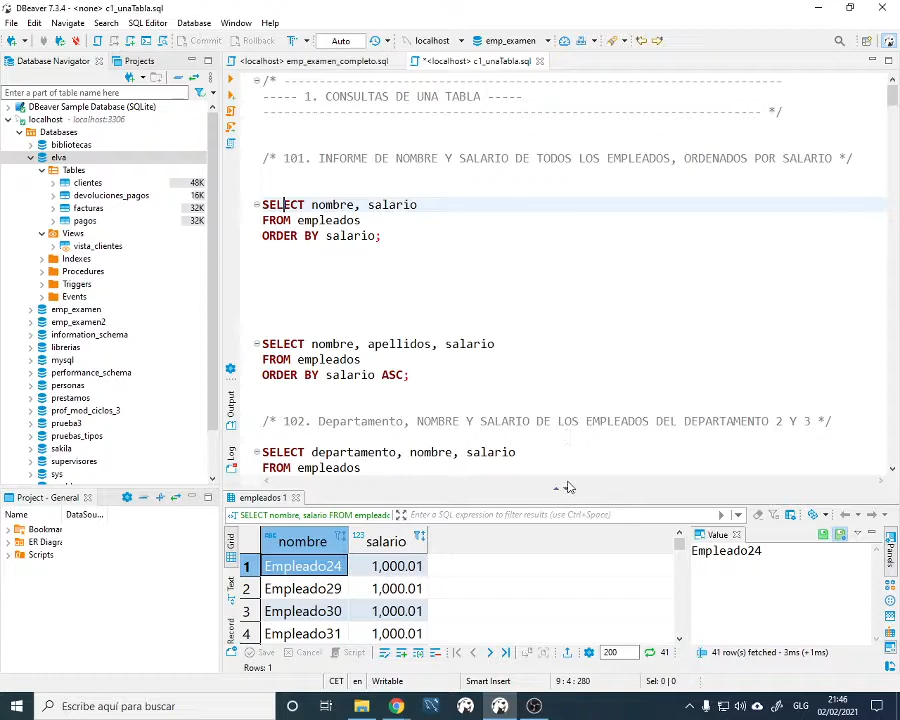 DBeaver 7.3.4 - <none> c1_unaTabla.sql
File Edit Navigate Search SQL Editor Database Window Help
Commit Rollback Auto localhost emp_examen
Database Navigator Projects
<localhost> emp_examen_completo.sql *<localhost> c1_unaTabla.sql
Enter a part of table name here
DBeaver Sample Database (SQLite)
localhost - localhost:3306
Databases
bibliotecas
elva
Tables
clientes 48K
devoluciones_pagos 16K
facturas 32K
pagos 32K
Views
vista_clientes
Indexes
Procedures
Triggers
Events
emp_examen
emp_examen2
information_schema
librerias
mysql
performance_schema
personas
prestamos
prof_mod_ciclos_3
prueba3
pruebas_tipos
sakila
supervisores
sys
/* -----------------------------------------------------------------------
----- 1. CONSULTAS DE UNA TABLA -----
----------------------------------------------------------------------- */
/* 101. INFORME DE NOMBRE Y SALARIO DE TODOS LOS EMPLEADOS, ORDENADOS POR SALARIO */
SELECT nombre, salario
FROM empleados
ORDER BY salario;
SELECT nombre, apellidos, salario
FROM empleados
ORDER BY salario ASC;
/* 102. Departamento, NOMBRE Y SALARIO DE LOS EMPLEADOS DEL DEPARTAMENTO 2 Y 3 */
SELECT departamento, nombre, salario
FROM empleados
Output
Log
Project - General
Name DataSou...
Bookmar
ER Diagra
Scripts
empleados 1
SELECT nombre, salario FROM empleado Enter a SQL expression to filter results (use Ctrl+Space)
Grid
Text
Record
nombre salario
1 Empleado24 1,000.01
2 Empleado29 1,000.01
3 Empleado30 1,000.01
4 Empleado31 1,000.01
Value
Empleado24
Panels
Save Cancel Script 200 41 41 row(s) fetched - 3ms (+1ms)
Rows: 1
CET en Writable Smart Insert 9 : 4 : 280 Sel: 0 | 0
Escribe aquí para buscar
GLG
21:46
02/02/2021